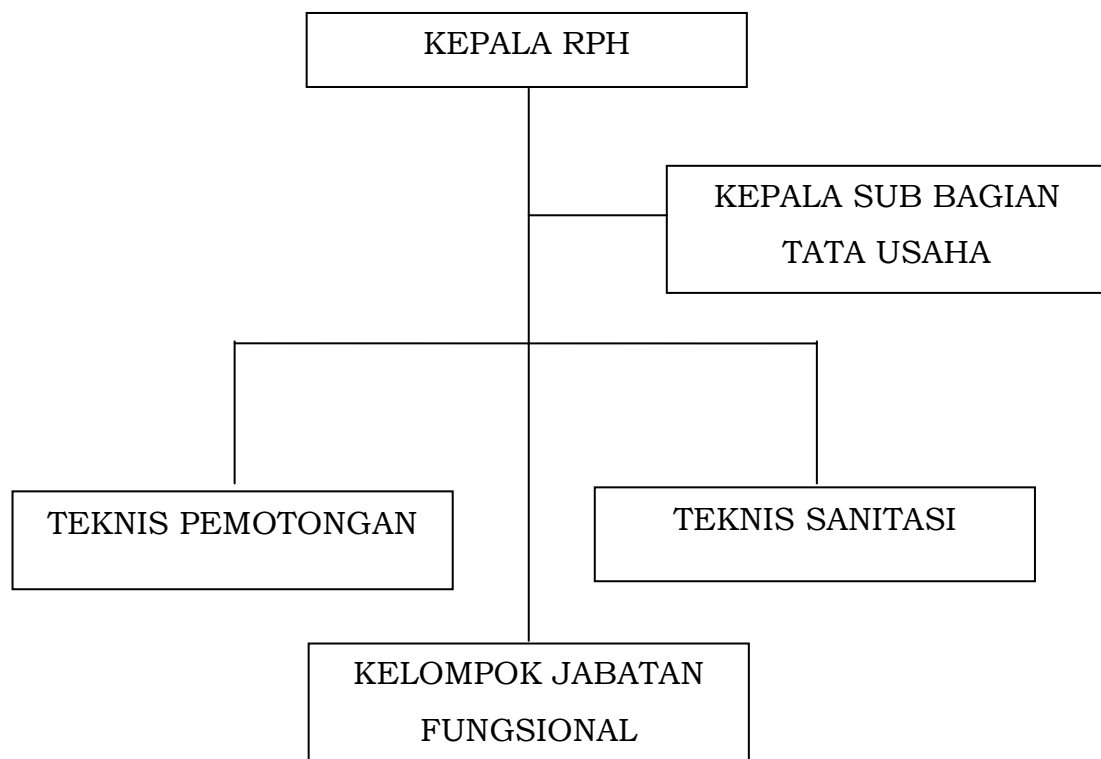 KEPALA RPH
KEPALA SUB BAGIAN
TATA USAHA
TEKNIS PEMOTONGAN
TEKNIS SANITASI
KELOMPOK JABATAN
FUNGSIONAL